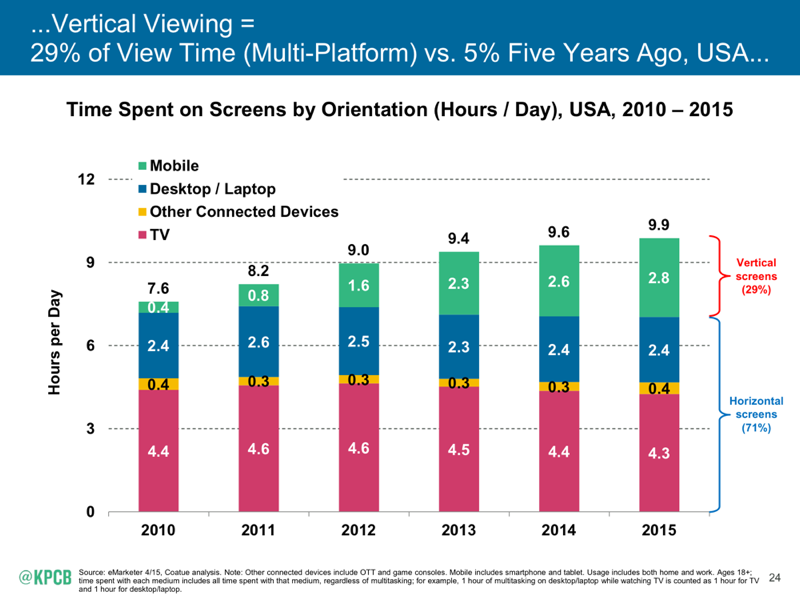 ...Vertical Viewing =
29% of View Time (Multi-Platform) vs. 5% Five Years Ago, USA...
Time Spent on Screens by Orientation (Hours / Day), USA, 2010 – 2015
Mobile
Desktop / Laptop
Other Connected Devices
TV
Hours per Day
12
9
6
3
0
7.6
8.2
9.0
9.4
9.6
9.9
0.4
0.8
1.6
2.3
2.6
2.8
2.4
2.6
2.5
2.3
2.4
2.4
0.4
0.3
0.3
0.3
0.3
0.4
4.4
4.6
4.6
4.5
4.4
4.3
2010
2011
2012
2013
2014
2015
Vertical
screens
(29%)
Horizontal
screens
(71%)
@KPCB
Source: eMarketer 4/15, Coatue analysis. Note: Other connected devices include OTT and game consoles. Mobile includes smartphone and tablet. Usage includes both home and work. Ages 18+;
time spent with each medium includes all time spent with that medium, regardless of multitasking; for example, 1 hour of multitasking on desktop/laptop while watching TV is counted as 1 hour for TV
and 1 hour for desktop/laptop.
24